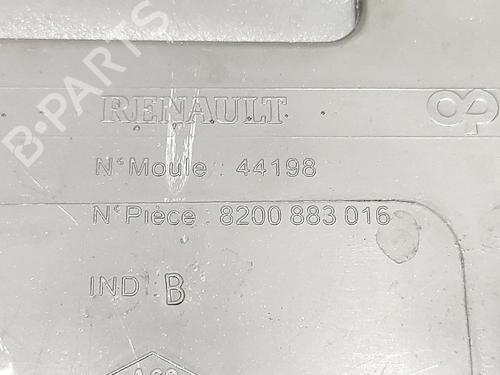 B-PARTS
RENAULT
N° Moule : 44198
N° Pièce : 8200 883 016
IND B